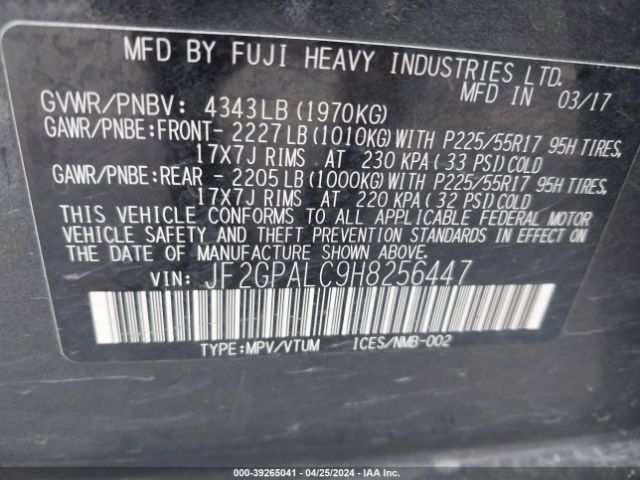 MFD BY FUJI HEAVY INDUSTRIES LTD.
MFD IN 03/17
GVWR/PNBV: 4343LB (1970KG)
GAWR/PNBE:FRONT- 2227LB(1010KG)WITH P225/55R17 95H TIRES,
17X7J RIMS AT 230 KPA(33 PSI)COLD
GAWR/PNBE:REAR - 2205LB(1000KG)WITH P225/55R17 95H TIRES,
17X7J RIMS AT 220 KPA(32 PSI)COLD
THIS VEHICLE CONFORMS TO ALL APPLICABLE FEDERAL MOTOR
VEHICLE SAFETY AND THEFT PREVENTION STANDARDS IN EFFECT ON
THE DATE OF MANUFACTURE SHOWN ABOVE.
VIN: JF2GPALC9H8256447
TYPE:MPV/VTUM ICES/NMB-002
000-39265041 - 04/25/2024 - IAA Inc.